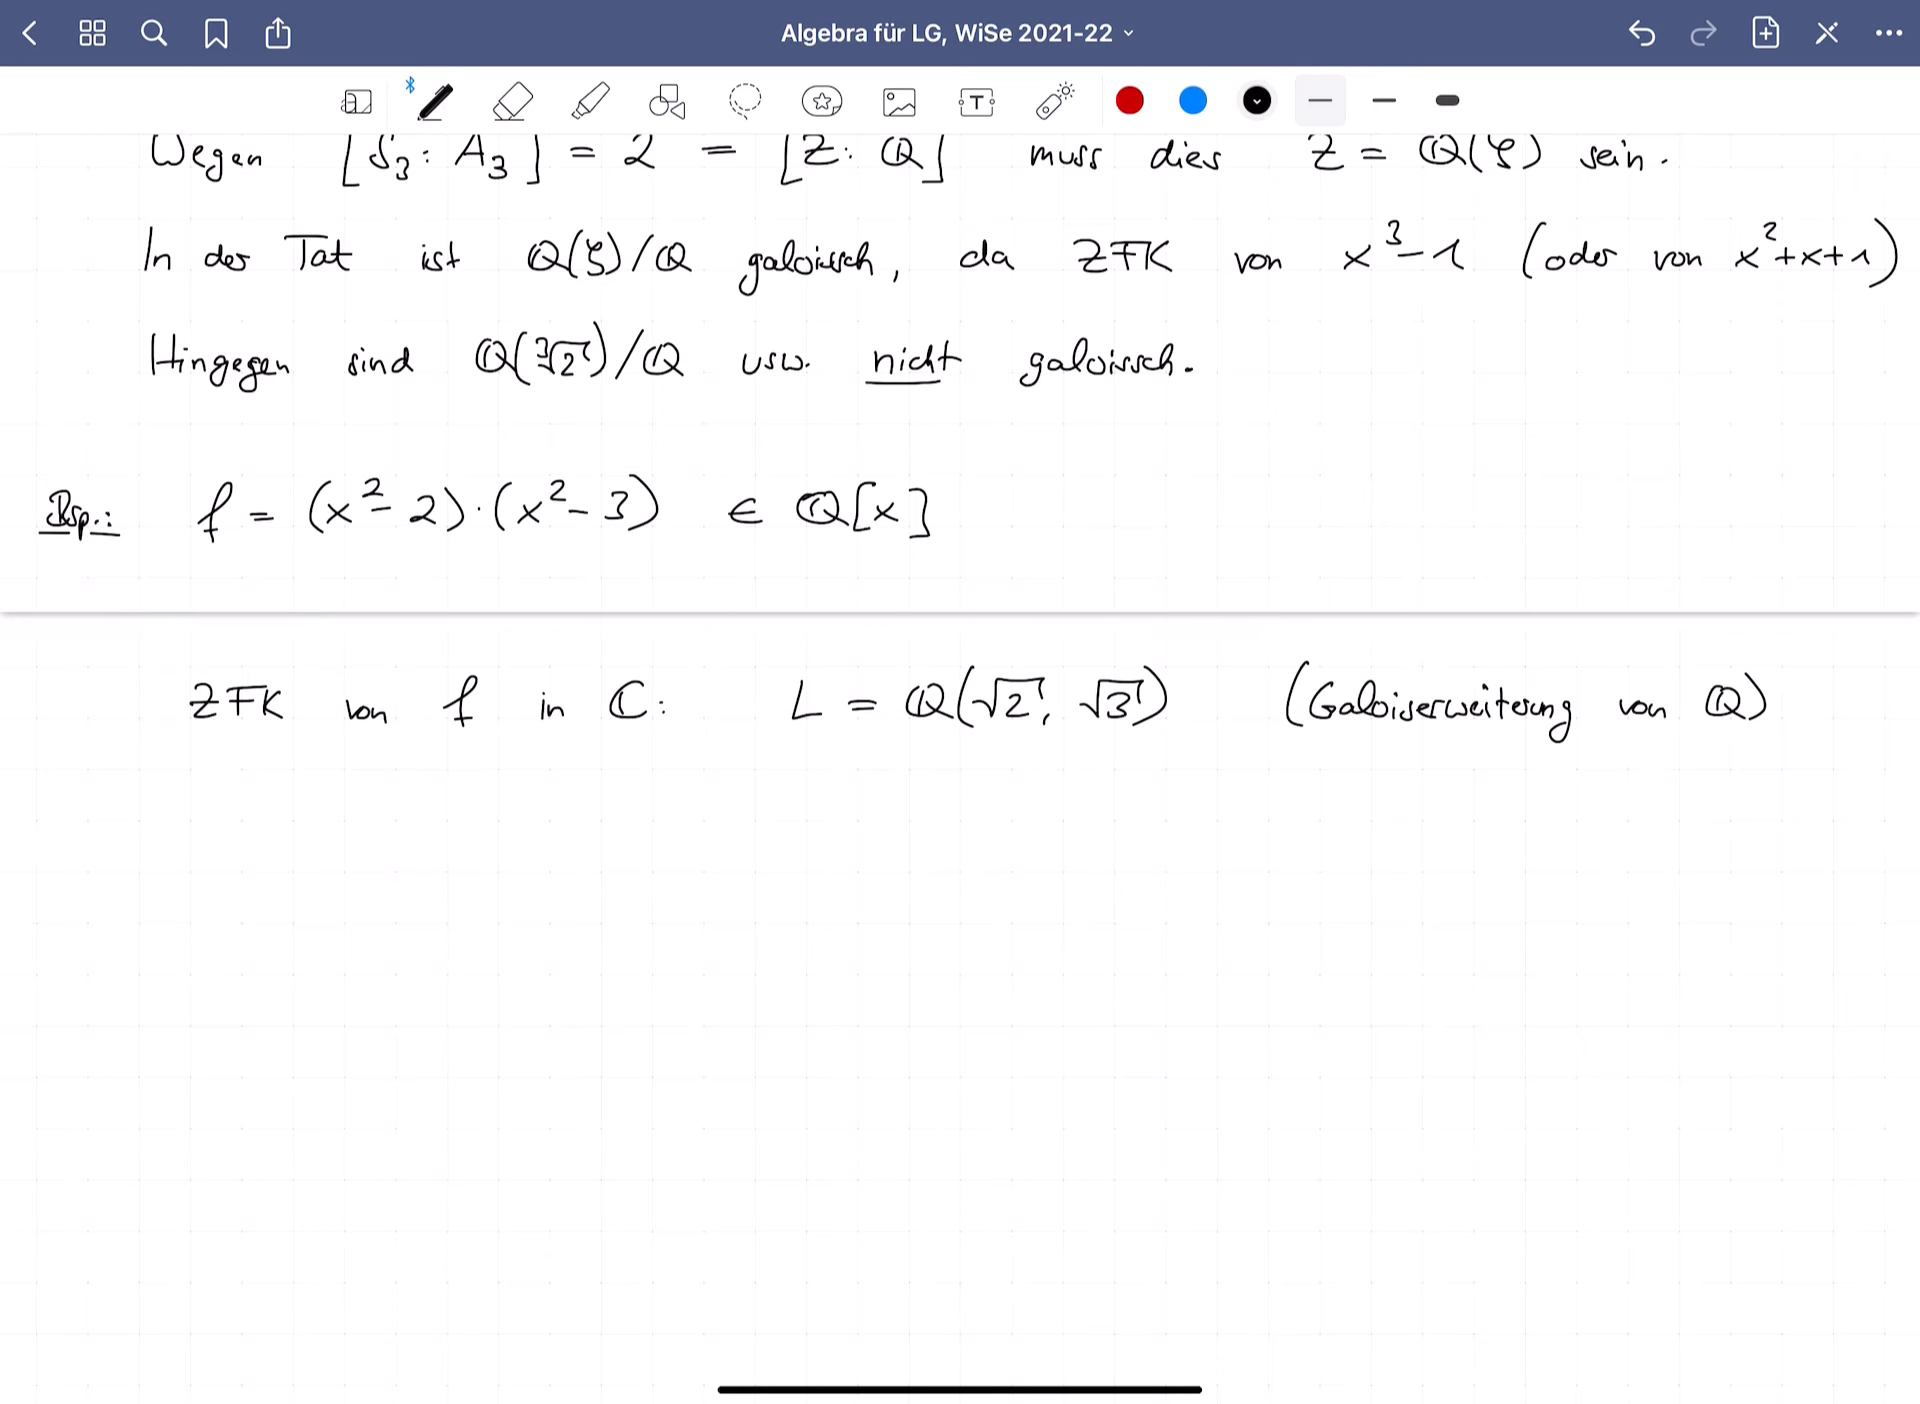 Algebra für LG, WiSe 2021-22
Wegen [S₃ : A₃] = 2 = [Z : ℚ] muss dies Z = ℚ(ζ) sein.
In der Tat ist ℚ(ζ)/ℚ galoissch, da ZFK von x³-1 (oder von x²+x+1)
Hingegen sind ℚ(∛2)/ℚ usw. nicht galoissch.
Bsp.: f = (x²-2)·(x²-3) ∈ ℚ[x]
ZFK von f in ℂ: L = ℚ(√2, √3) (Galoiserweiterung von ℚ)